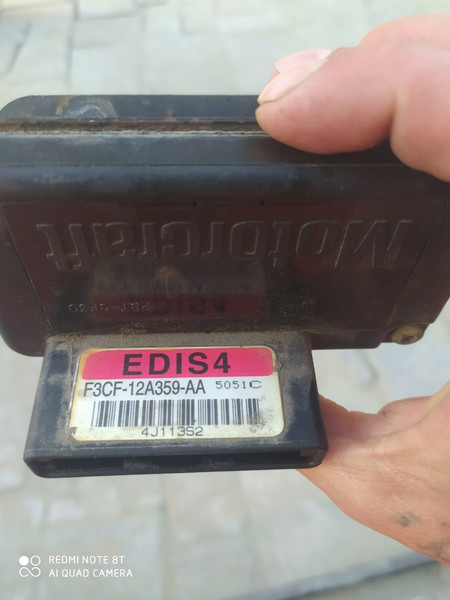 Motorcraft
EDIS4
F3CF-12A359-AA 5051C
4J113S2
REDMI NOTE 8T
AI QUAD CAMERA